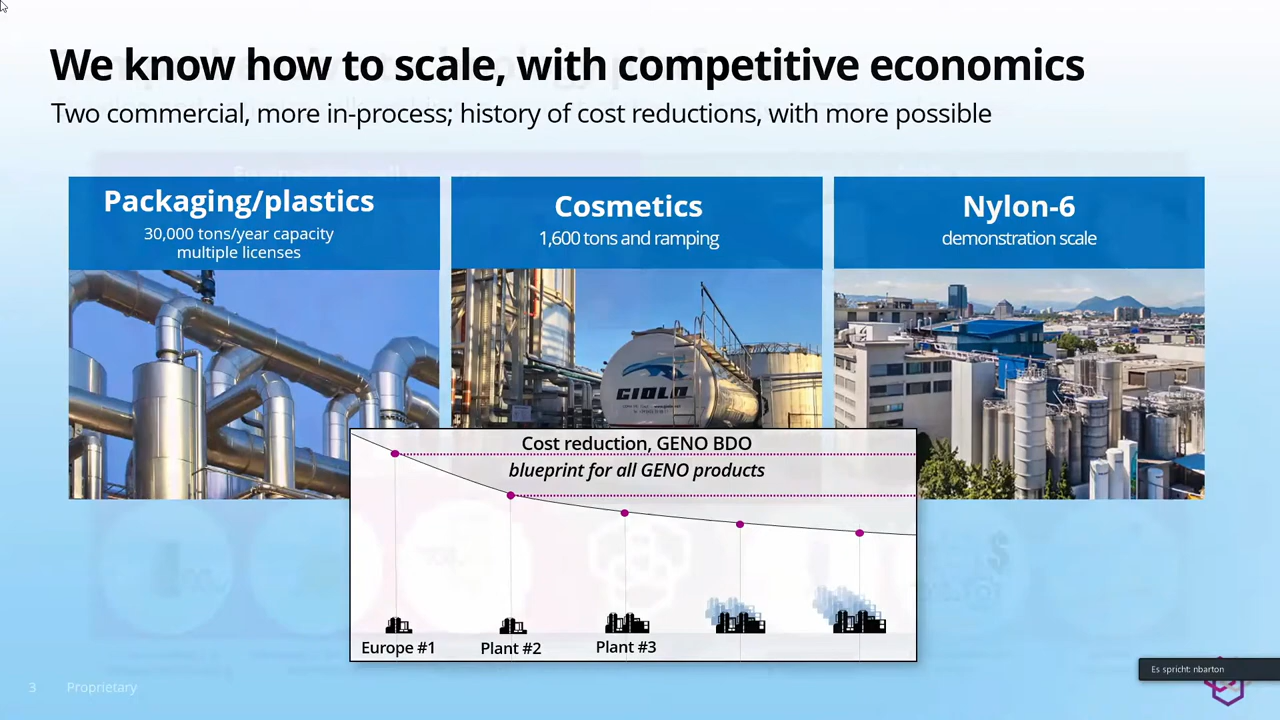 We know how to scale, with competitive economics
Two commercial, more in-process; history of cost reductions, with more possible
Packaging/plastics
30,000 tons/year capacity
multiple licenses
Cosmetics
1,600 tons and ramping
Nylon-6
demonstration scale
GIOLO
Cost reduction, GENO BDO
blueprint for all GENO products
Europe #1
Plant #2
Plant #3
Es spricht: nbarton
3
Proprietary